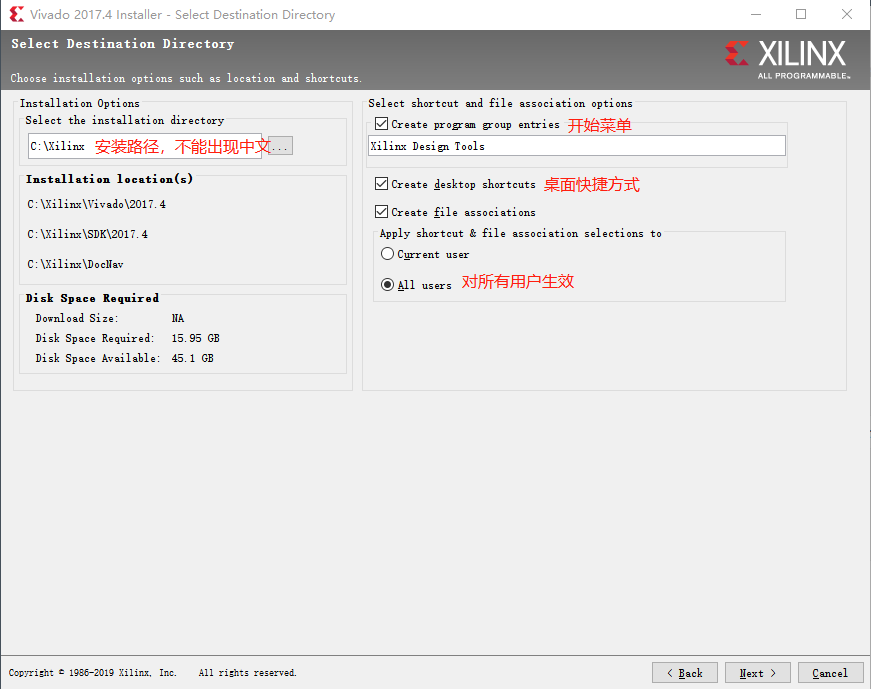 Vivado 2017.4 Installer - Select Destination Directory
Select Destination Directory
Choose installation options such as location and shortcuts.
XILINX
ALL PROGRAMMABLE™
Installation Options
Select the installation directory
C:\Xilinx 安装路径，不能出现中文 ...
Installation location(s)
C:\Xilinx\Vivado\2017.4
C:\Xilinx\SDK\2017.4
C:\Xilinx\DocNav
Disk Space Required
Download Size: NA
Disk Space Required: 15.95 GB
Disk Space Available: 45.1 GB
Select shortcut and file association options
Create program group entries 开始菜单
Xilinx Design Tools
Create desktop shortcuts 桌面快捷方式
Create file associations
Apply shortcut & file association selections to
Current user
All users 对所有用户生效
Copyright © 1986-2019 Xilinx, Inc. All rights reserved.
< Back Next > Cancel